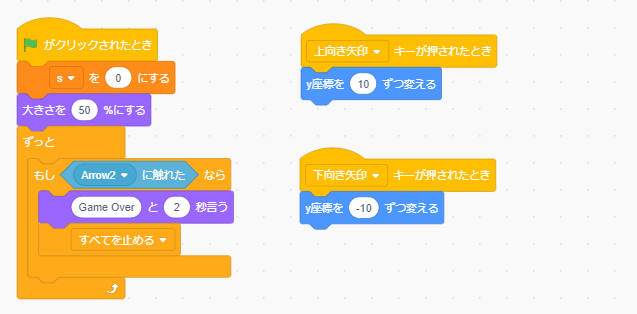 がクリックされたとき
s を 0 にする
大きさを 50 %にする
ずっと
もし Arrow2 に触れた なら
Game Over と 2 秒言う
すべてを止める
上向き矢印 キーが押されたとき
y座標を 10 ずつ変える
下向き矢印 キーが押されたとき
y座標を -10 ずつ変える